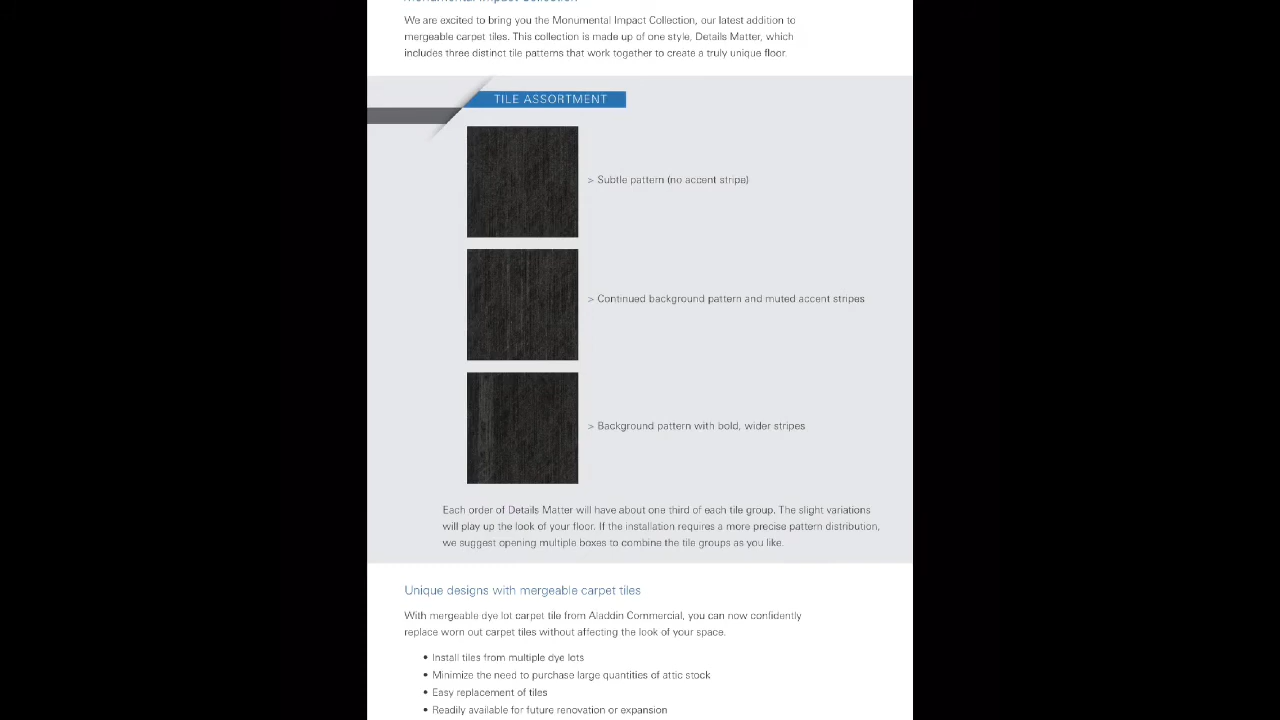 Monumental Impact Collection
We are excited to bring you the Monumental Impact Collection, our latest addition to
mergeable carpet tiles. This collection is made up of one style, Details Matter, which
includes three distinct tile patterns that work together to create a truly unique floor.
TILE ASSORTMENT
> Subtle pattern (no accent stripe)
> Continued background pattern and muted accent stripes
> Background pattern with bold, wider stripes
Each order of Details Matter will have about one third of each tile group. The slight variations
will play up the look of your floor. If the installation requires a more precise pattern distribution,
we suggest opening multiple boxes to combine the tile groups as you like.
Unique designs with mergeable carpet tiles
With mergeable dye lot carpet tile from Aladdin Commercial, you can now confidently
replace worn out carpet tiles without affecting the look of your space.
• Install tiles from multiple dye lots
• Minimize the need to purchase large quantities of attic stock
• Easy replacement of tiles
• Readily available for future renovation or expansion